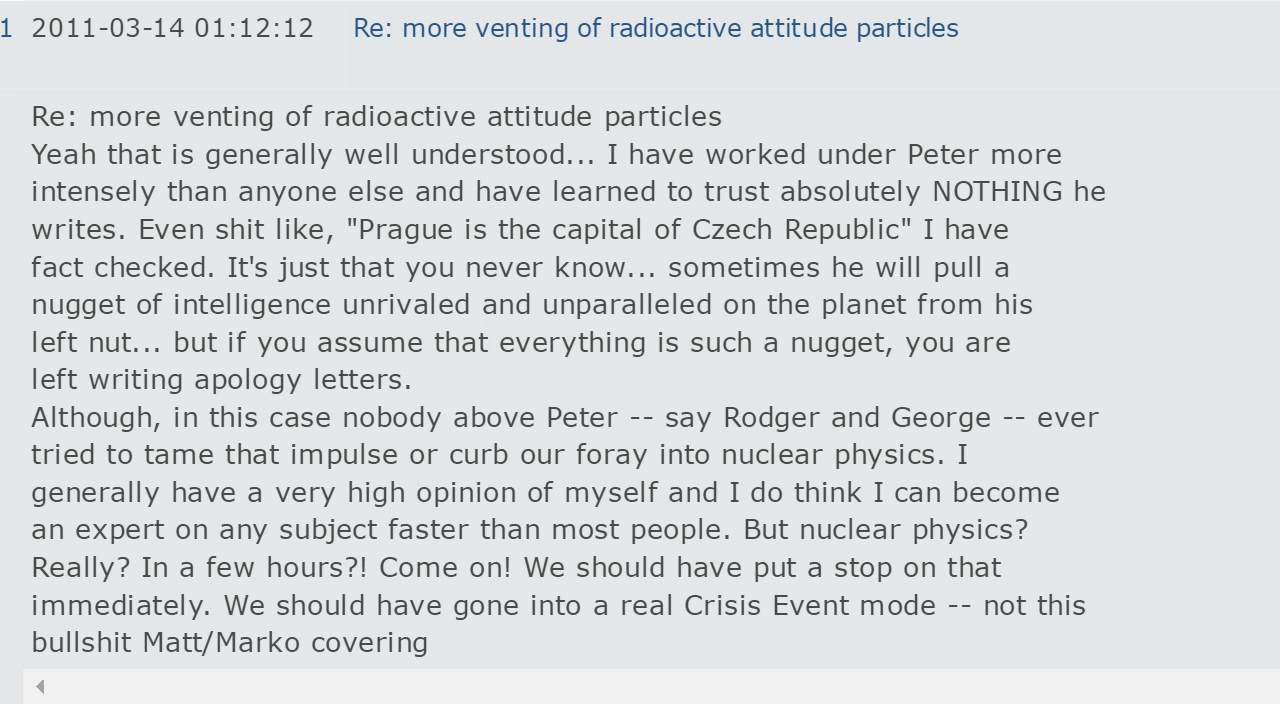 1 2011-03-14 01:12:12 Re: more venting of radioactive attitude particles
Re: more venting of radioactive attitude particles
Yeah that is generally well understood... I have worked under Peter more
intensely than anyone else and have learned to trust absolutely NOTHING he
writes. Even shit like, "Prague is the capital of Czech Republic" I have
fact checked. It's just that you never know... sometimes he will pull a
nugget of intelligence unrivaled and unparalleled on the planet from his
left nut... but if you assume that everything is such a nugget, you are
left writing apology letters.
Although, in this case nobody above Peter -- say Rodger and George -- ever
tried to tame that impulse or curb our foray into nuclear physics. I
generally have a very high opinion of myself and I do think I can become
an expert on any subject faster than most people. But nuclear physics?
Really? In a few hours?! Come on! We should have put a stop on that
immediately. We should have gone into a real Crisis Event mode -- not this
bullshit Matt/Marko covering